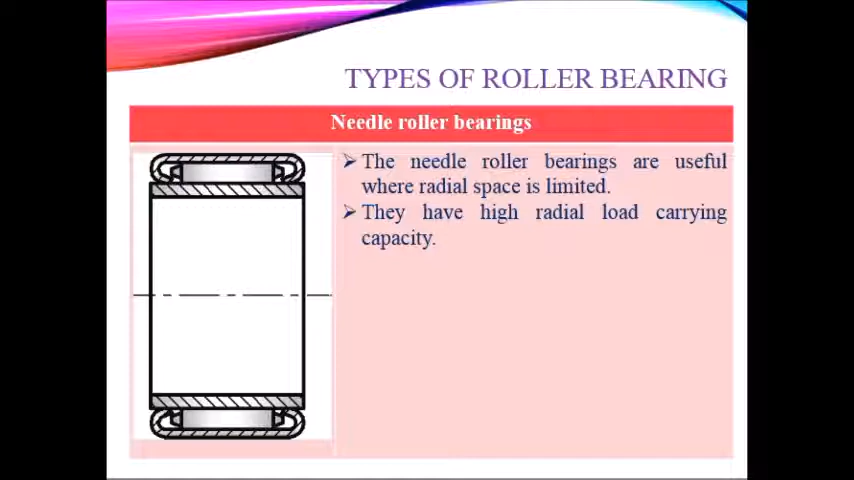 TYPES OF ROLLER BEARING
Needle roller bearings
➢ The needle roller bearings are useful
where radial space is limited.
➢ They have high radial load carrying
capacity.